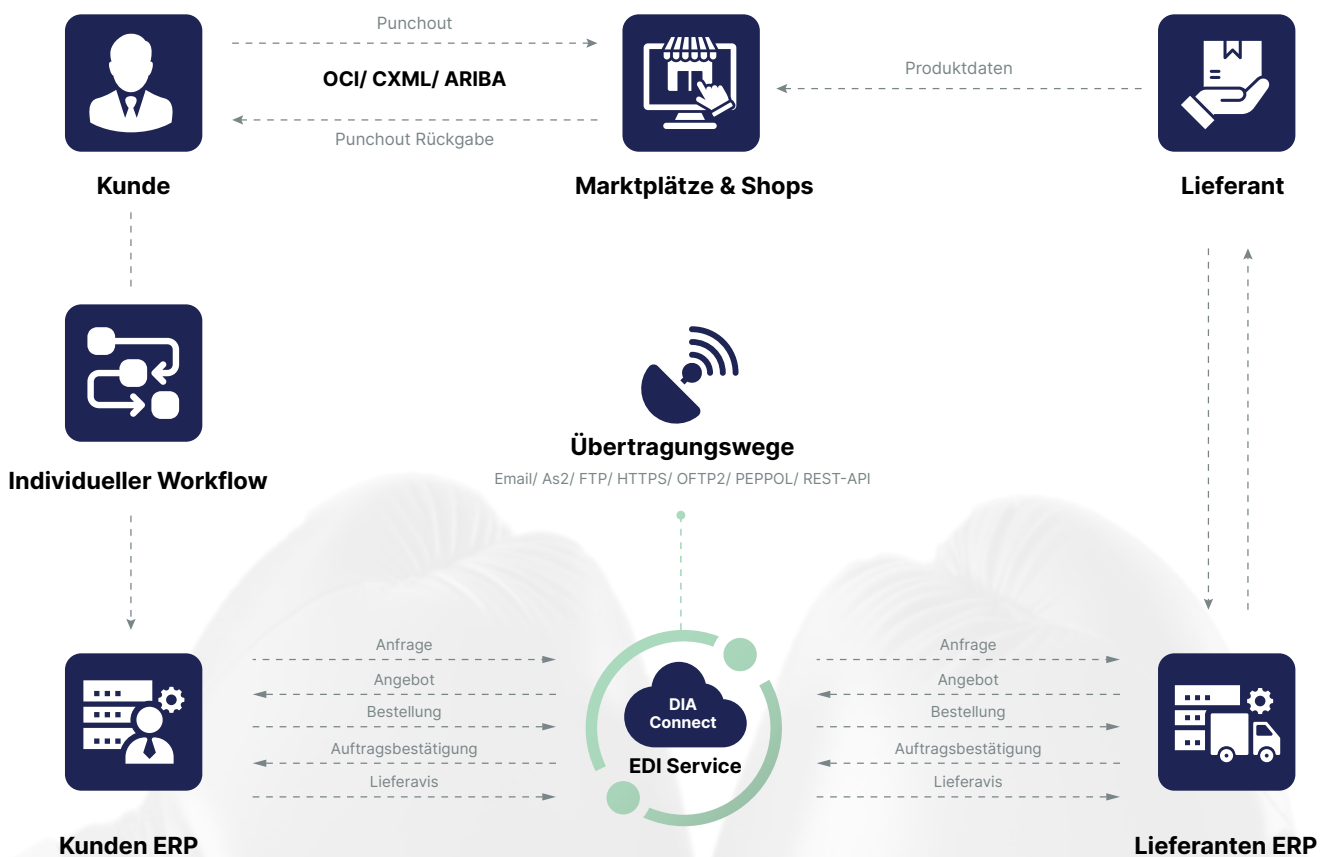 Punchout
OCI/ CXML/ ARIBA
Punchout Rückgabe
Produktdaten
Kunde
Marktplätze & Shops
Lieferant
Individueller Workflow
Übertragungswege
Email/ As2/ FTP/ HTTPS/ OFTP2/ PEPPOL/ REST-API
Anfrage
Angebot
Bestellung
Auftragsbestätigung
Lieferavis
DIA
Connect
EDI Service
Anfrage
Angebot
Bestellung
Auftragsbestätigung
Lieferavis
Kunden ERP
Lieferanten ERP